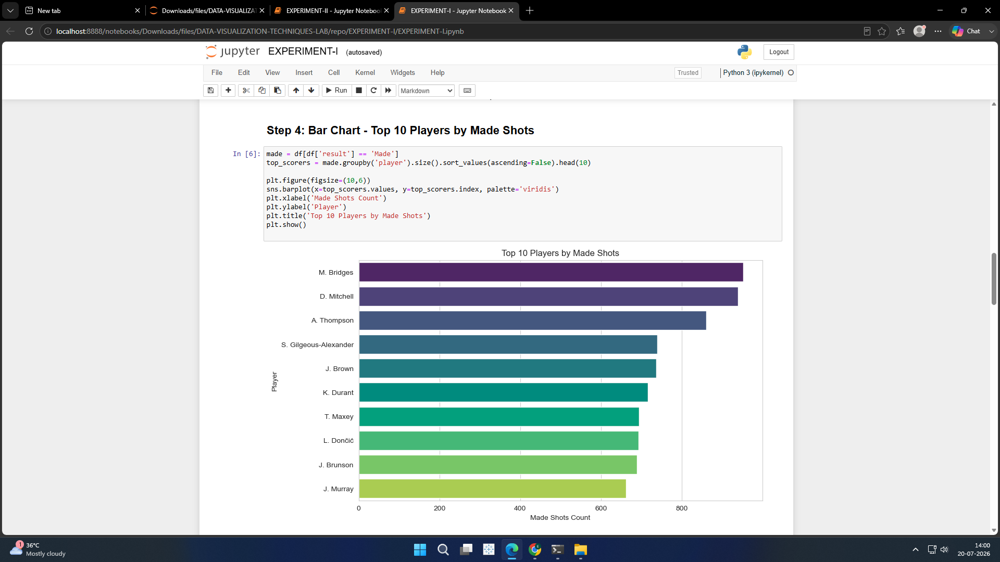 New tab
Downloads/files/DATA-VISUALIZAT
EXPERIMENT-II - Jupyter Notebook
EXPERIMENT-I - Jupyter Notebook
localhost:8888/notebooks/Downloads/files/DATA-VISUALIZATION-TECHNIQUES-LAB/repo/EXPERIMENT-I/EXPERIMENT-I.ipynb
Chat
jupyter EXPERIMENT-I (autosaved)
Logout
File Edit View Insert Cell Kernel Widgets Help
Trusted
Python 3 (ipykernel)
Run
Markdown
Step 4: Bar Chart - Top 10 Players by Made Shots
In [6]:
made = df[df['result'] == 'Made']
top_scorers = made.groupby('player').size().sort_values(ascending=False).head(10)
plt.figure(figsize=(10,6))
sns.barplot(x=top_scorers.values, y=top_scorers.index, palette='viridis')
plt.xlabel('Made Shots Count')
plt.ylabel('Player')
plt.title('Top 10 Players by Made Shots')
plt.show()
Top 10 Players by Made Shots
M. Bridges
D. Mitchell
A. Thompson
S. Gilgeous-Alexander
J. Brown
K. Durant
T. Maxey
L. Dončić
J. Brunson
J. Murray
Player
0 200 400 600 800
Made Shots Count
1
36°C
Mostly cloudy
14:00
20-07-2026